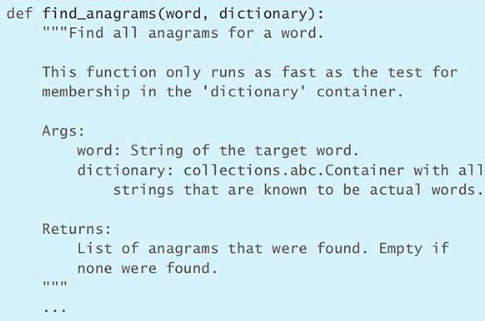 def find_anagrams(word, dictionary):
    """Find all anagrams for a word.

    This function only runs as fast as the test for
    membership in the 'dictionary' container.

    Args:
        word: String of the target word.
        dictionary: collections.abc.Container with all
            strings that are known to be actual words.

    Returns:
        List of anagrams that were found. Empty if
        none were found.
    """
    ...